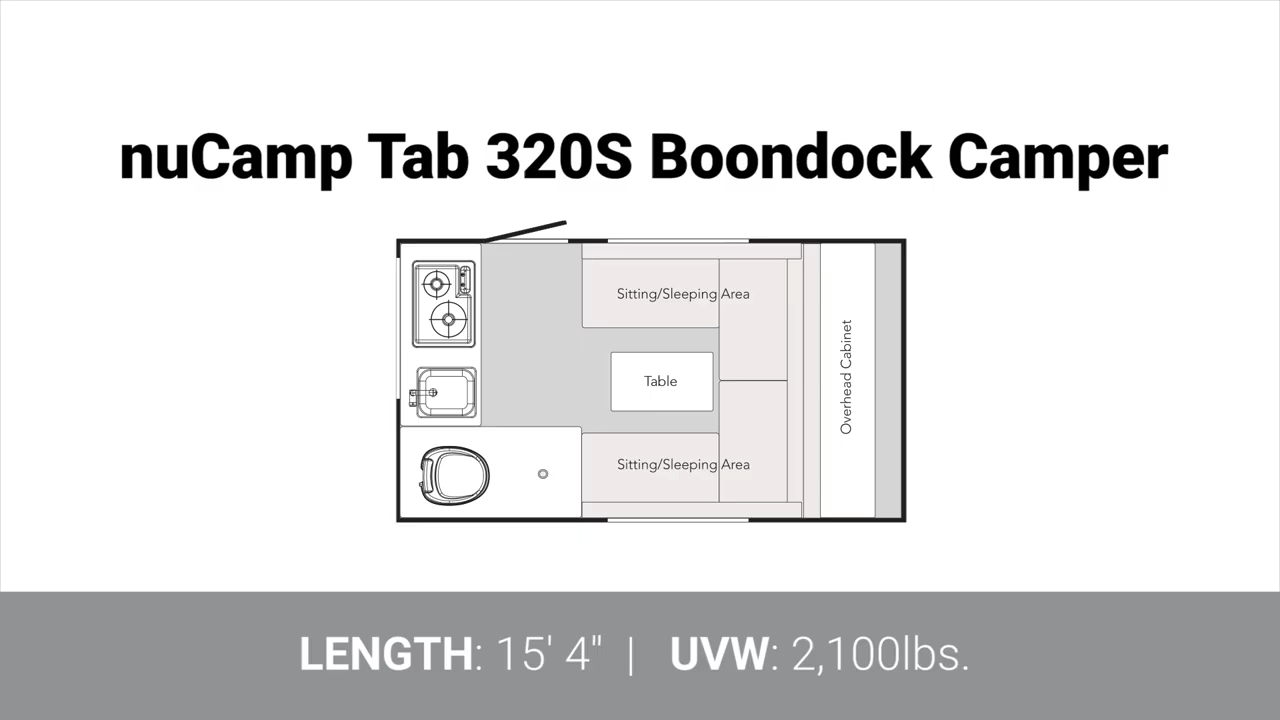 nuCamp Tab 320S Boondock Camper
Sitting/Sleeping Area
Table
Overhead Cabinet
Sitting/Sleeping Area
LENGTH: 15' 4" | UVW: 2,100lbs.